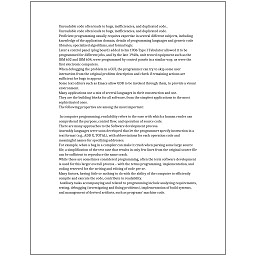 Unreadable code often leads to bugs, inefficiencies, and duplicated code.
Unreadable code often leads to bugs, inefficiencies, and duplicated code.
Proficient programming usually requires expertise in several different subjects, including
knowledge of the application domain, details of programming languages and generic code
libraries, specialized algorithms, and formal logic.
Later a control panel (plug board) added to his 1906 Type I Tabulator allowed it to be
programmed for different jobs, and by the late 1940s, unit record equipment such as the
IBM 602 and IBM 604, were programmed by control panels in a similar way, as were the
first electronic computers.
When debugging the problem in a GUI, the programmer can try to skip some user
interaction from the original problem description and check if remaining actions are
sufficient for bugs to appear.
Some text editors such as Emacs allow GDB to be invoked through them, to provide a visual
environment.
Many applications use a mix of several languages in their construction and use.
They are the building blocks for all software, from the simplest applications to the most
sophisticated ones.
The following properties are among the most important:
In computer programming, readability refers to the ease with which a human reader can
comprehend the purpose, control flow, and operation of source code.
There are many approaches to the Software development process.
Assembly languages were soon developed that let the programmer specify instruction in a
text format (e.g., ADD X, TOTAL), with abbreviations for each operation code and
meaningful names for specifying addresses.
For example, when a bug in a compiler can make it crash when parsing some large source
file, a simplification of the test case that results in only few lines from the original source file
can be sufficient to reproduce the same crash.
While these are sometimes considered programming, often the term software development
is used for this larger overall process – with the terms programming, implementation, and
coding reserved for the writing and editing of code per se.
Many factors, having little or nothing to do with the ability of the computer to efficiently
compile and execute the code, contribute to readability.
Auxiliary tasks accompanying and related to programming include analyzing requirements,
testing, debugging (investigating and fixing problems), implementation of build systems,
and management of derived artifacts, such as programs' machine code.